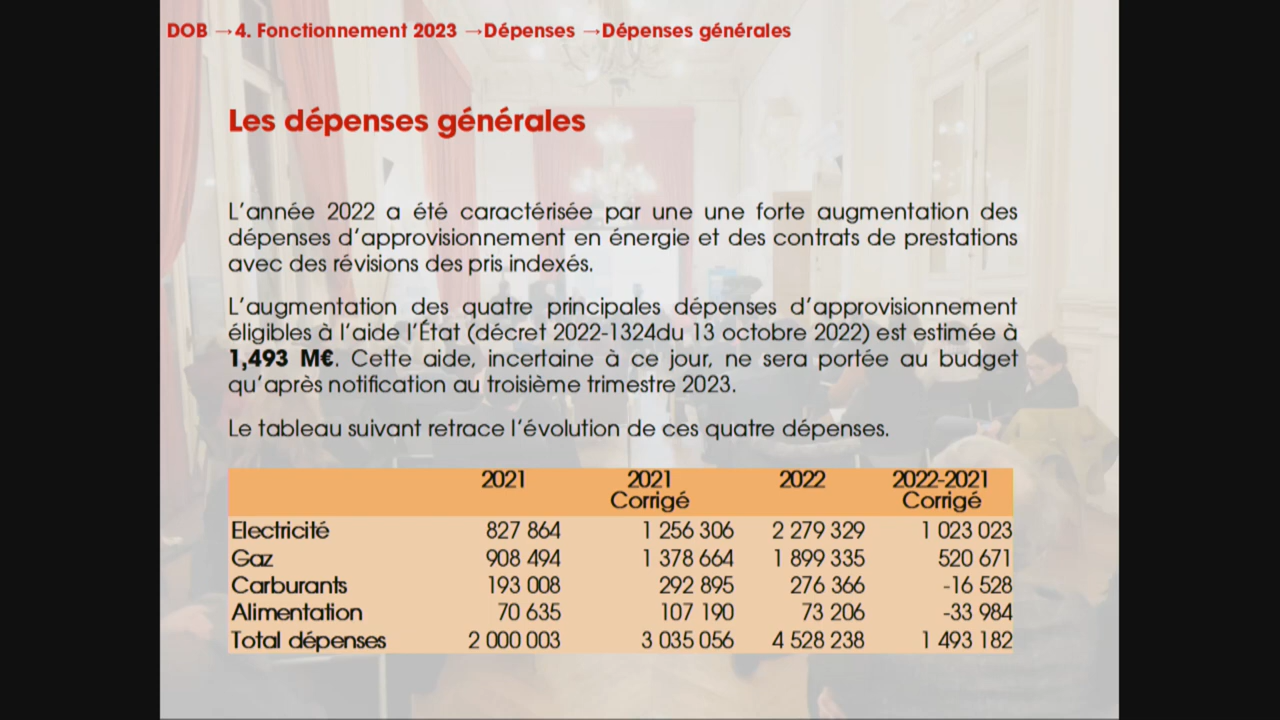 DOB →4. Fonctionnement 2023 →Dépenses →Dépenses générales
Les dépenses générales
L'année 2022 a été caractérisée par une une forte augmentation des
dépenses d'approvisionnement en énergie et des contrats de prestations
avec des révisions des pris indexés.
L'augmentation des quatre principales dépenses d'approvisionnement
éligibles à l'aide l'État (décret 2022-1324du 13 octobre 2022) est estimée à
1,493 M€. Cette aide, incertaine à ce jour, ne sera portée au budget
qu'après notification au troisième trimestre 2023.
Le tableau suivant retrace l'évolution de ces quatre dépenses.
2021 2021 2022 2022-2021
Corrigé Corrigé
Electricité 827 864 1 256 306 2 279 329 1 023 023
Gaz 908 494 1 378 664 1 899 335 520 671
Carburants 193 008 292 895 276 366 -16 528
Alimentation 70 635 107 190 73 206 -33 984
Total dépenses 2 000 003 3 035 056 4 528 238 1 493 182